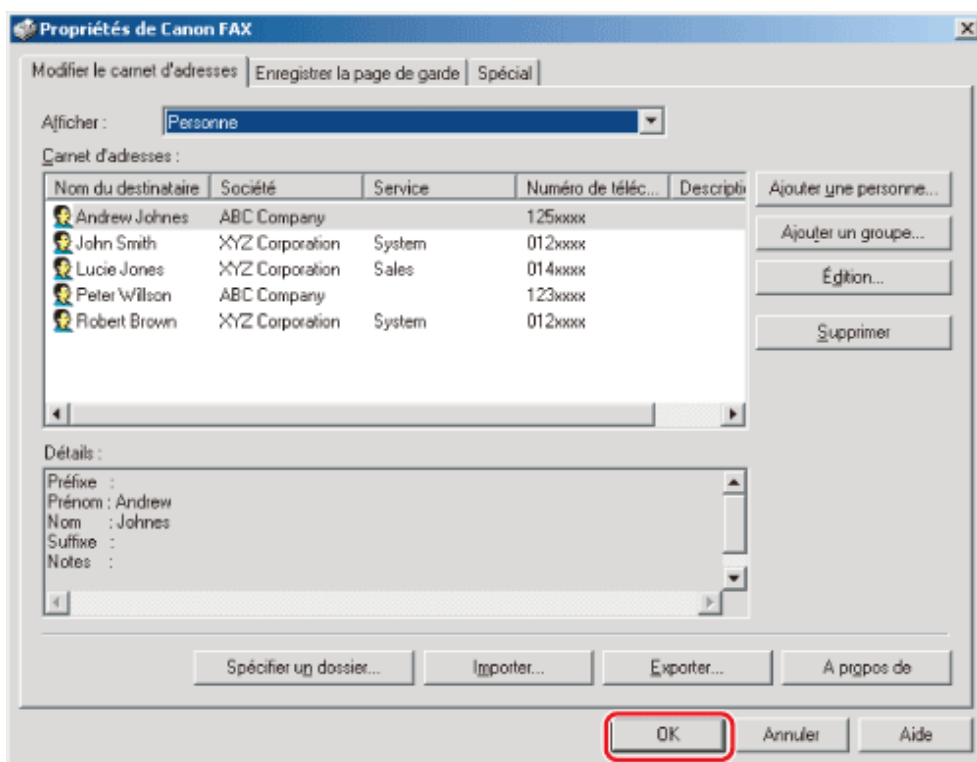 Propriétés de Canon FAX
Modifier le carnet d'adresses Enregistrer la page de garde Spécial
Afficher : Personne
Carnet d'adresses :
Nom du destinataire Société Service Numéro de téléc... Descripti
Andrew Johnes ABC Company 125xxxx
John Smith XYZ Corporation System 012xxxx
Lucie Jones XYZ Corporation Sales 014xxxx
Peter Willson ABC Company 123xxxx
Robert Brown XYZ Corporation System 012xxxx
Ajouter une personne...
Ajouter un groupe...
Édition...
Supprimer
Détails :
Préfixe :
Prénom : Andrew
Nom : Johnes
Suffixe :
Notes :
Spécifier un dossier... Importer... Exporter... A propos de
OK Annuler Aide